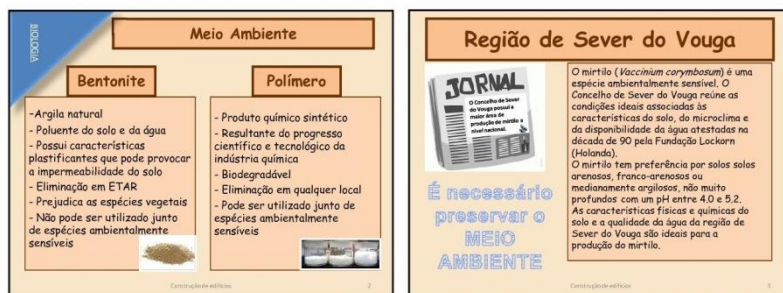 BIOLOGIA
Meio Ambiente
Bentonite
-Argila natural
- Poluente do solo e da água
- Possui características
plastificantes que pode provocar
a impermeabilidade do solo
- Eliminação em ETAR
- Prejudica as espécies vegetais
- Não pode ser utilizado junto
de espécies ambientalmente
sensíveis
Polímero
- Produto químico sintético
- Resultante do progresso
científico e tecnológico da
indústria química
- Biodegradável
- Eliminação em qualquer local
- Pode ser utilizado junto de
espécies ambientalmente
sensíveis
Construção de edifícios
2
Região de Sever do Vouga
JORNAL
O Concelho de Sever
do Vouga possui a
maior área de
produção de mirtilo a
nível nacional.
É necessário
preservar o
MEIO
AMBIENTE
O mirtilo (Vaccinium corymbosum) é uma
espécie ambientalmente sensível. O
Concelho de Sever do Vouga reúne as
condições ideais associadas às
características do solo, do microclima e
da disponibilidade da água atestadas na
década de 90 pela Fundação Lockorn
(Holanda).
O mirtilo tem preferência por solos solos
arenosos, franco-arenosos ou
medianamente argilosos, não muito
profundos com um pH entre 4.0 e 5,2.
As características físicas e químicas do
solo e a qualidade da água da região de
Sever do Vouga são ideais para a
produção do mirtilo.
Construção de edifícios
3